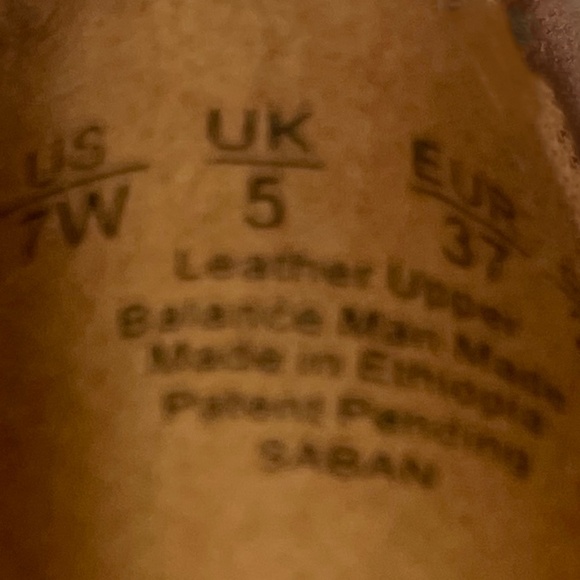 US UK EUR
7W 5 37
Leather Upper
Balance Man Made
Made in Ethiopia
Patent Pending
SABAN